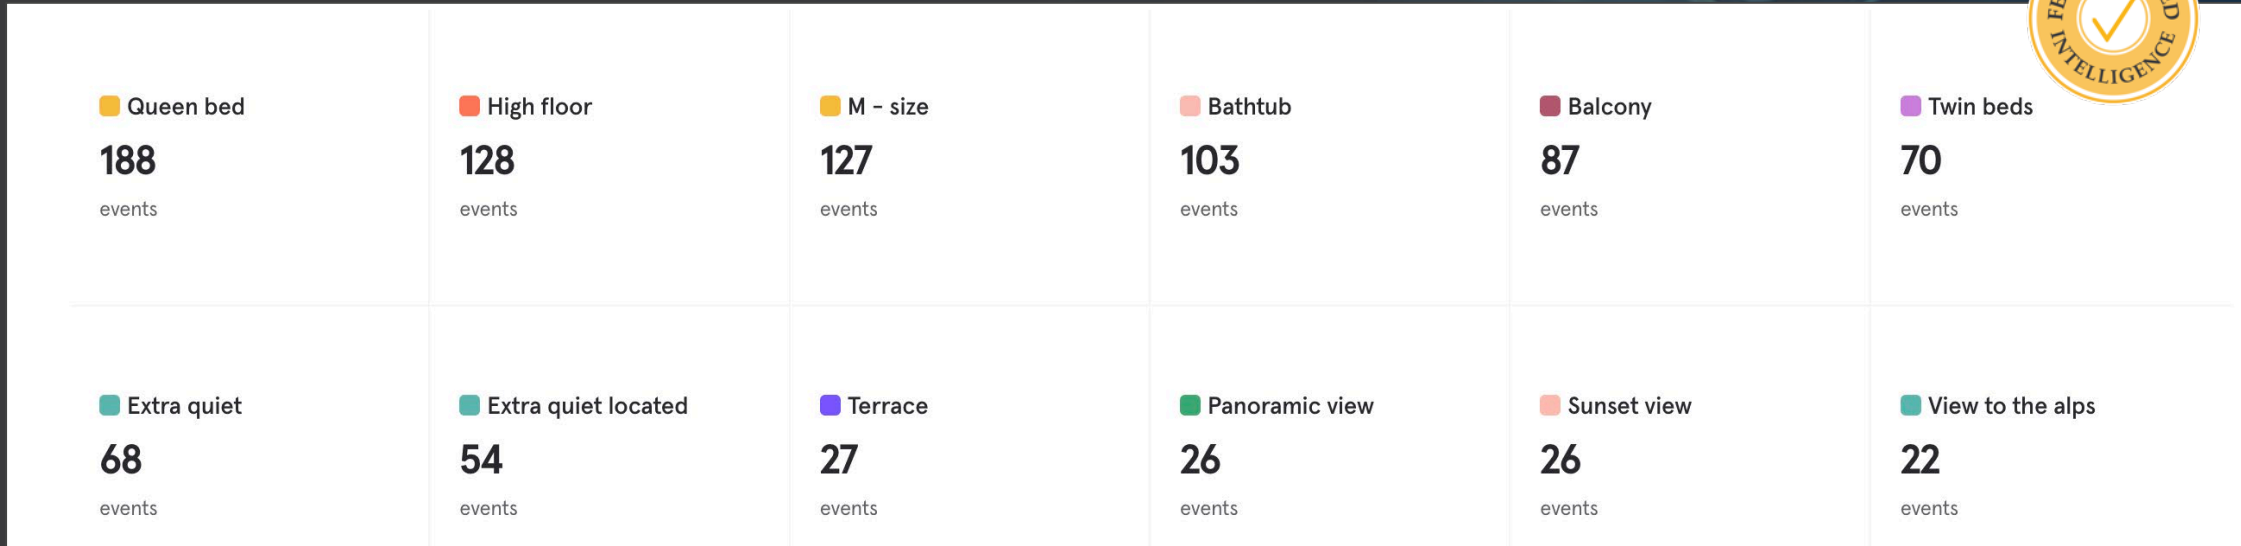 Queen bed
188
events
High floor
128
events
M - size
127
events
Bathtub
103
events
Balcony
87
events
Twin beds
70
events
INTELLIGENCE
Extra quiet
68
events
Extra quiet located
54
events
Terrace
27
events
Panoramic view
26
events
Sunset view
26
events
View to the alps
22
events